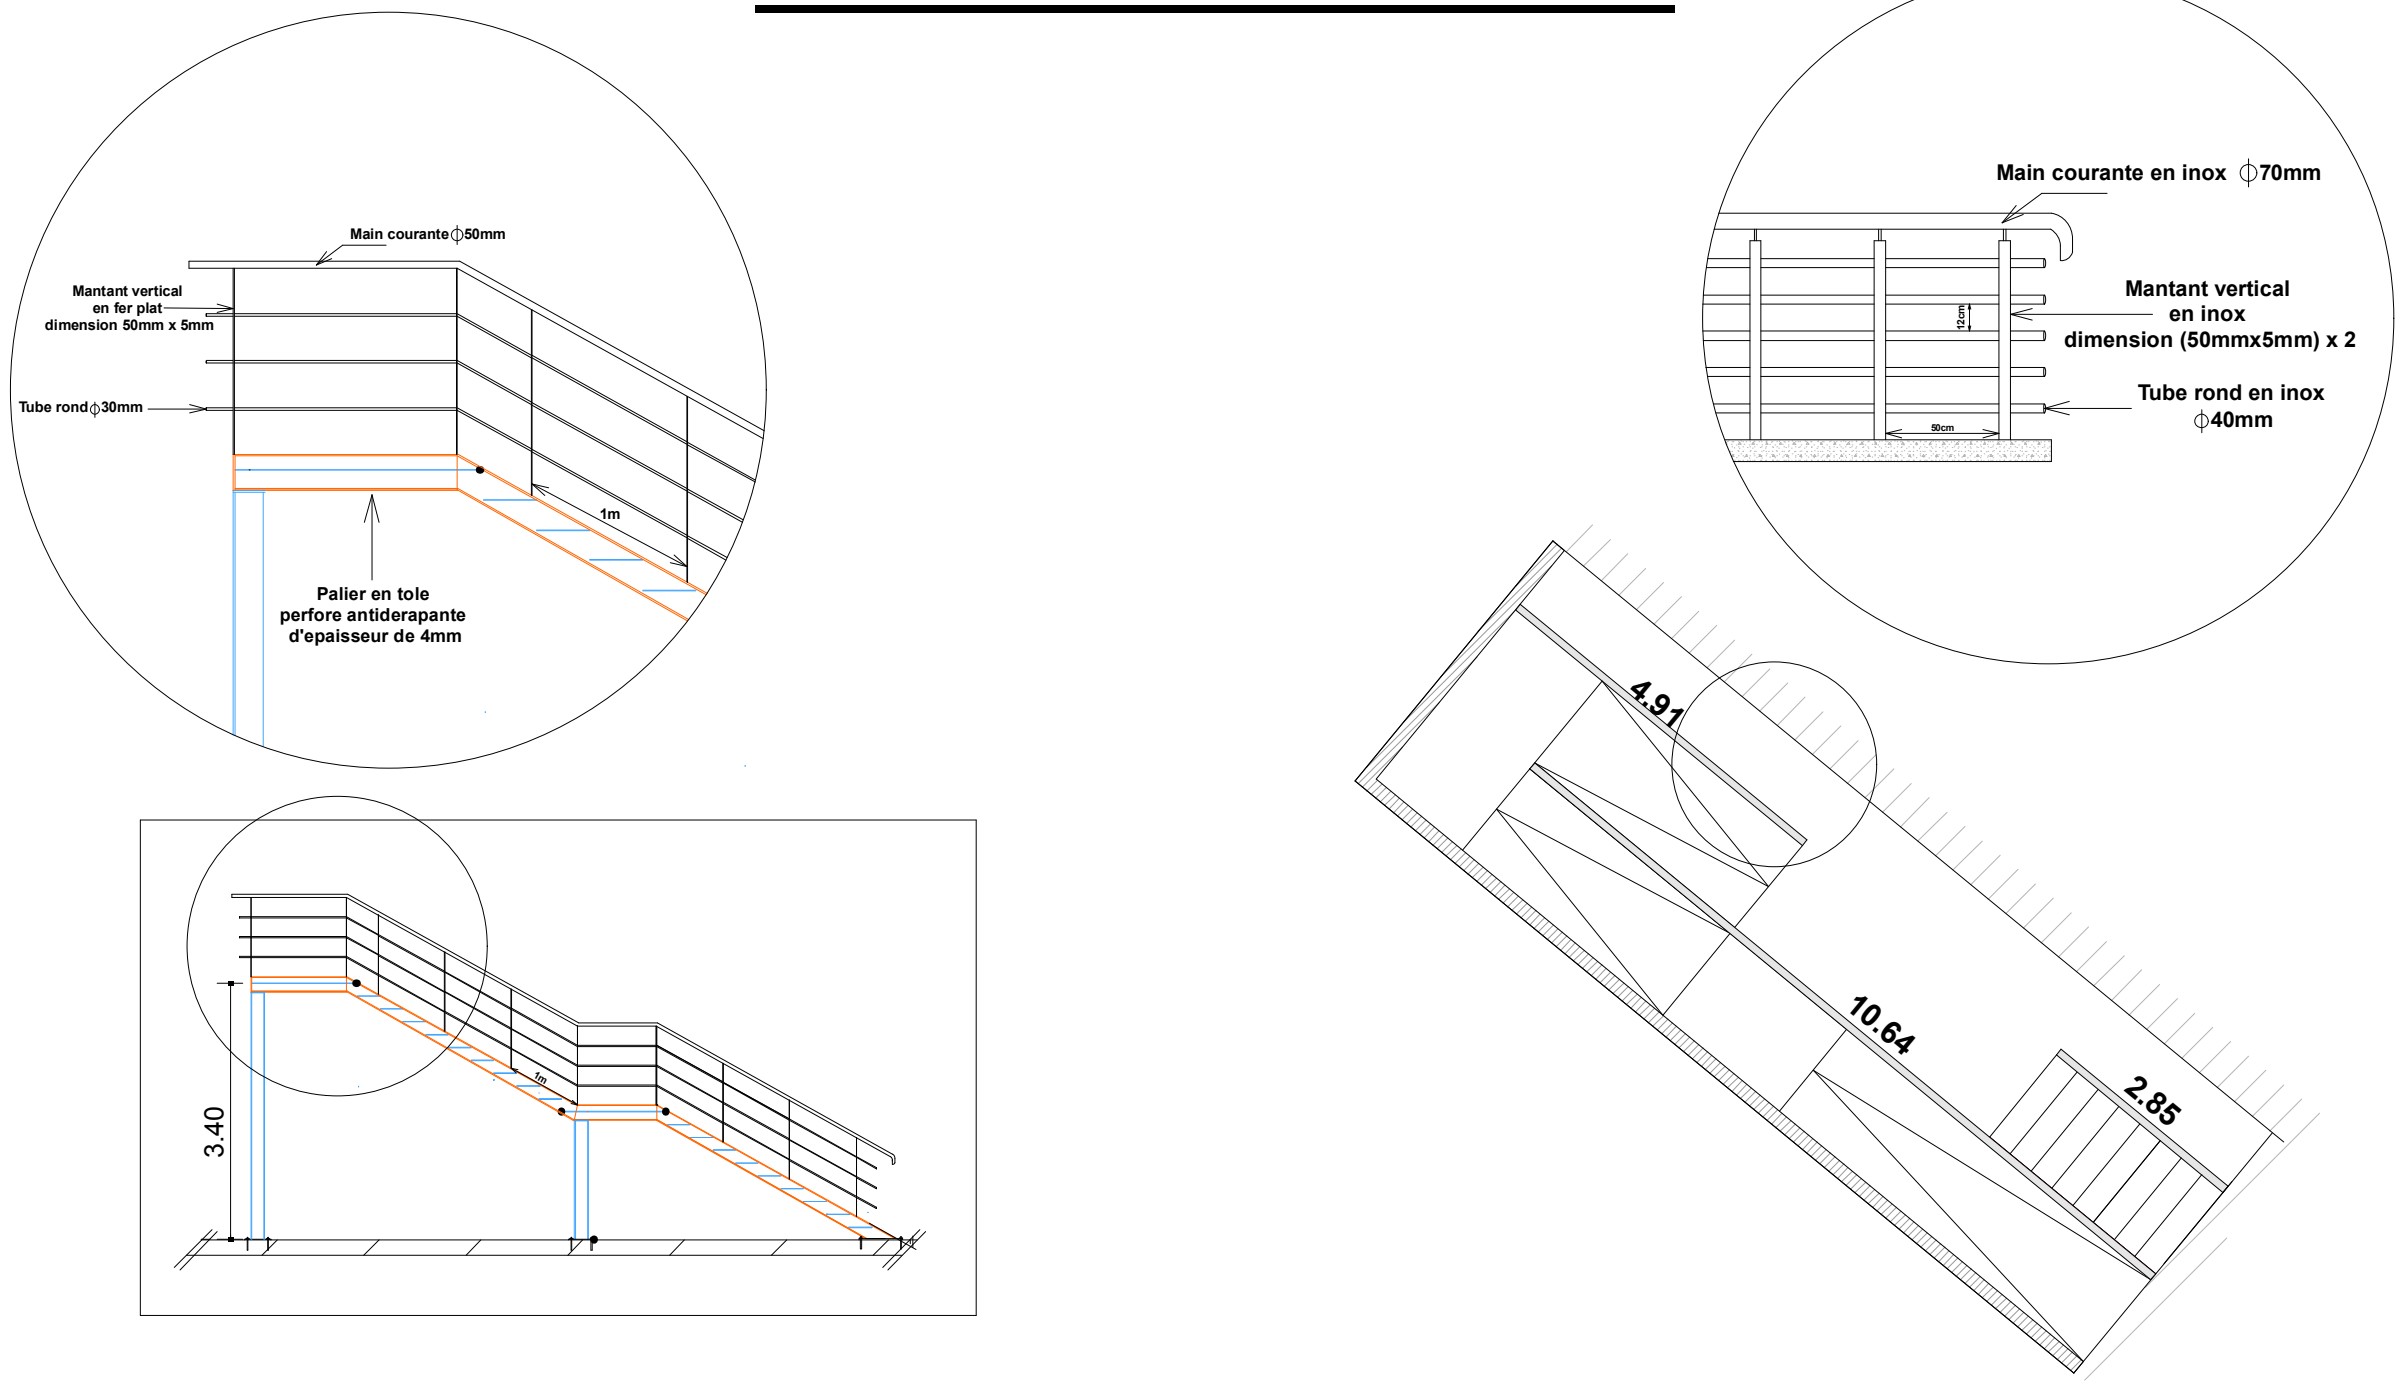 Main courante ϕ50mm
Mantant vertical
en fer plat
dimension 50mm x 5mm
Tube rond ϕ30mm
1m
Palier en tole
perfore antiderapante
d'epaisseur de 4mm
Main courante en inox ϕ70mm
Mantant vertical
en inox
dimension (50mmx5mm) x 2
12cm
Tube rond en inox
ϕ40mm
50cm
4.91
10.64
2.85
1m
3.40